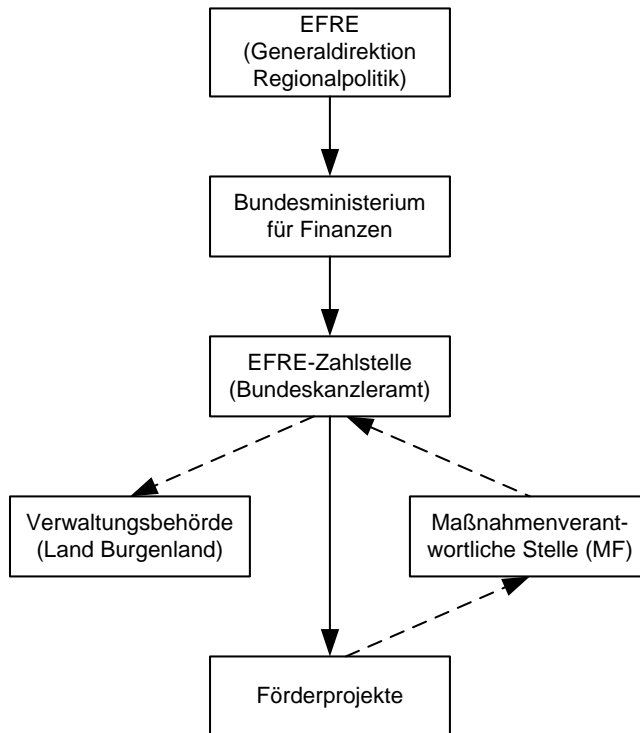 EFRE
(Generaldirektion
Regionalpolitik)
Bundesministerium
für Finanzen
EFRE-Zahlstelle
(Bundeskanzleramt)
Verwaltungsbehörde
(Land Burgenland)
Maßnahmenverant-
wortliche Stelle (MF)
Förderprojekte